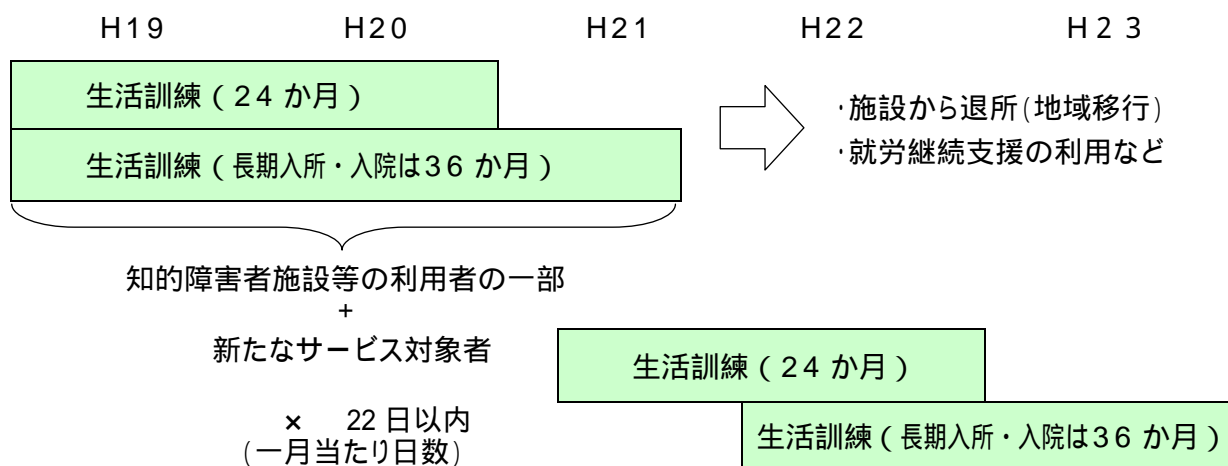 H19 H20 H21 H22 H23
生活訓練(24か月)
生活訓練(長期入所・入院は36か月)
・施設から退所(地域移行)
・就労継続支援の利用など
知的障害者施設等の利用者の一部
+
新たなサービス対象者
× 22日以内
(一月当たり日数)
生活訓練(24か月)
生活訓練(長期入所・入院は36か月)